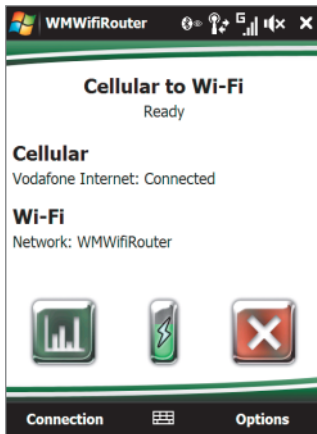 WMWifiRouter
G
Cellular to Wi-Fi
Ready
Cellular
Vodafone Internet: Connected
Wi-Fi
Network: WMWifiRouter
Connection
Options